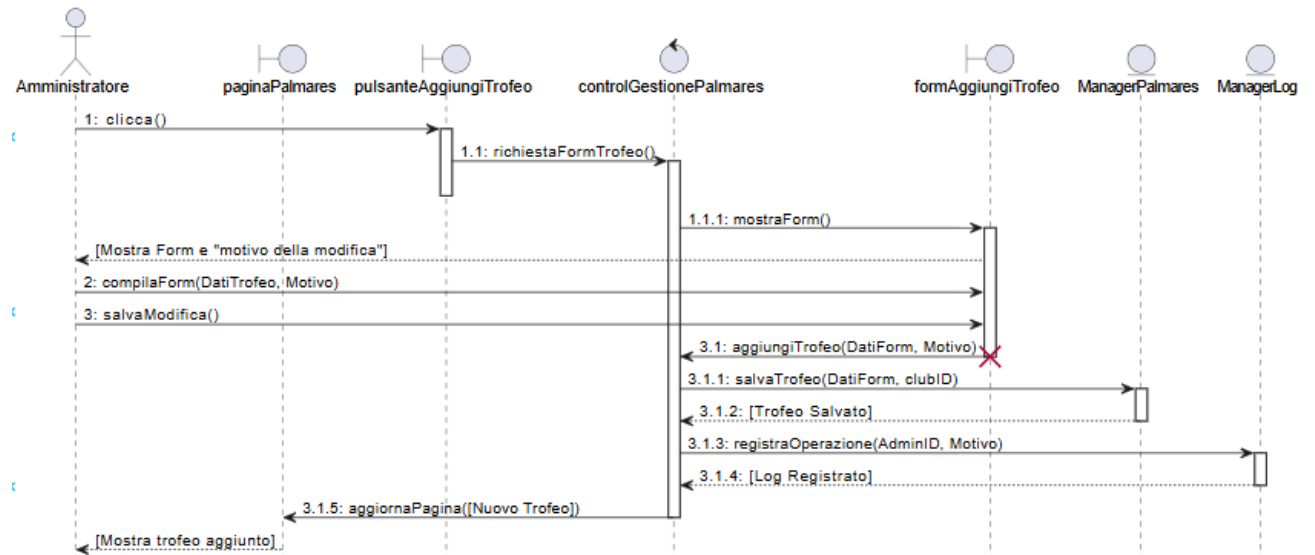 Amministratore
paginaPalmares
pulsanteAggiungiTrofeo
controlGestionePalmares
formAggiungiTrofeo
ManagerPalmares
ManagerLog
1: clicca()
1.1: richiestaFormTrofeo()
1.1.1: mostraForm()
[Mostra Form e "motivo della modifica"]
2: compilaForm(DatiTrofeo, Motivo)
3: salvaModifica()
3.1: aggiungiTrofeo(DatiForm, Motivo)
3.1.1: salvaTrofeo(DatiForm, clubID)
3.1.2: [Trofeo Salvato]
3.1.3: registraOperazione(AdminID, Motivo)
3.1.4: [Log Registrato]
3.1.5: aggiornaPagina([Nuovo Trofeo])
[Mostra trofeo aggiunto]